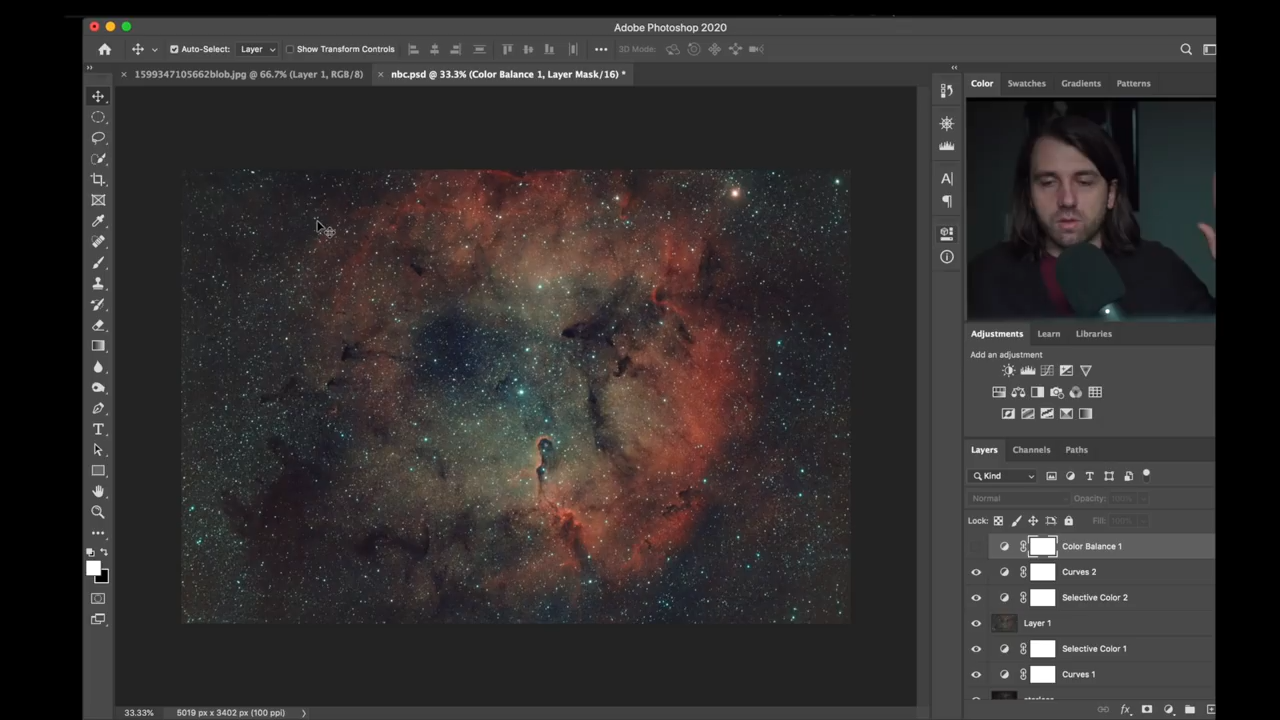 Adobe Photoshop 2020
Auto-Select: Layer Show Transform Controls 3D Mode:
1599347105662blob.jpg @ 66.7% (Layer 1, RGB/8)
nbc.psd @ 33.3% (Color Balance 1, Layer Mask/16) *
Color Swatches Gradients Patterns
Adjustments Learn Libraries
Add an adjustment
Layers Channels Paths
Kind
Normal Opacity: 100%
Lock: Fill: 100%
Color Balance 1
Curves 2
Selective Color 2
Layer 1
Selective Color 1
Curves 1
33.33% 5019 px x 3402 px (100 ppi)